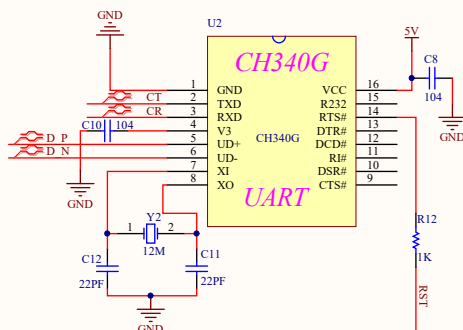 GND
U2
5V
CH340G
C8
104
GND
1 GND VCC 16
CT 2 TXD R232 15
CR 3 RXD RTS# 14
C10 104 4 V3 DTR# 13
D P 5 UD+ CH340G DCD# 12
D N 6 UD- RI# 11
7 XI DSR# 10
8 XO CTS# 9
UART
GND
Y2
1 2
12M
R12
1K
C12
22PF
C11
22PF
RST
GND